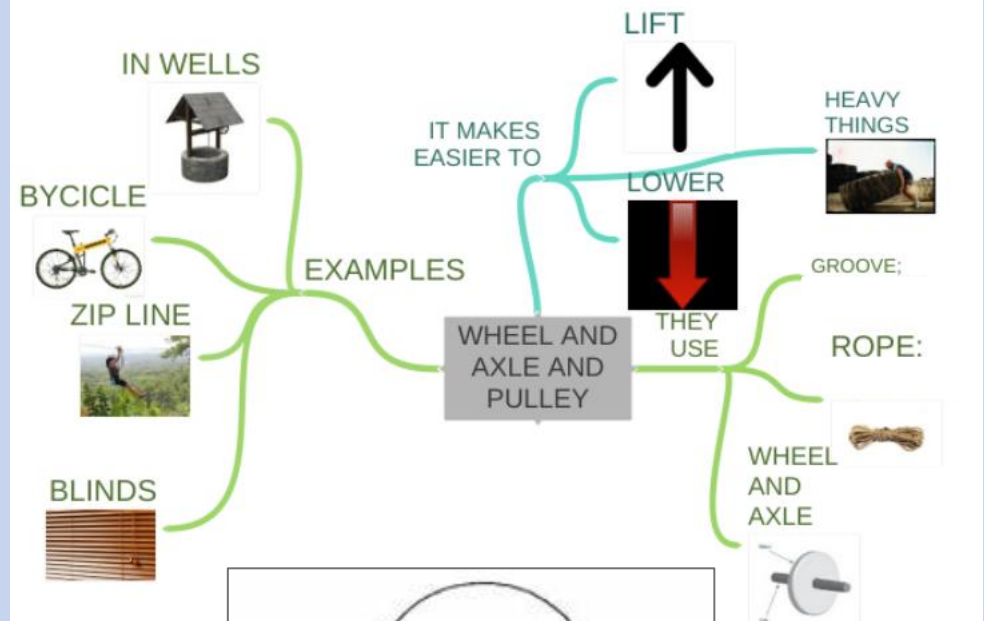 LIFT
IN WELLS
HEAVY
THINGS
IT MAKES
EASIER TO
LOWER
BYCICLE
EXAMPLES
GROOVE;
ZIP LINE
THEY
USE
WHEEL AND
AXLE AND
PULLEY
ROPE:
WHEEL
AND
AXLE
BLINDS